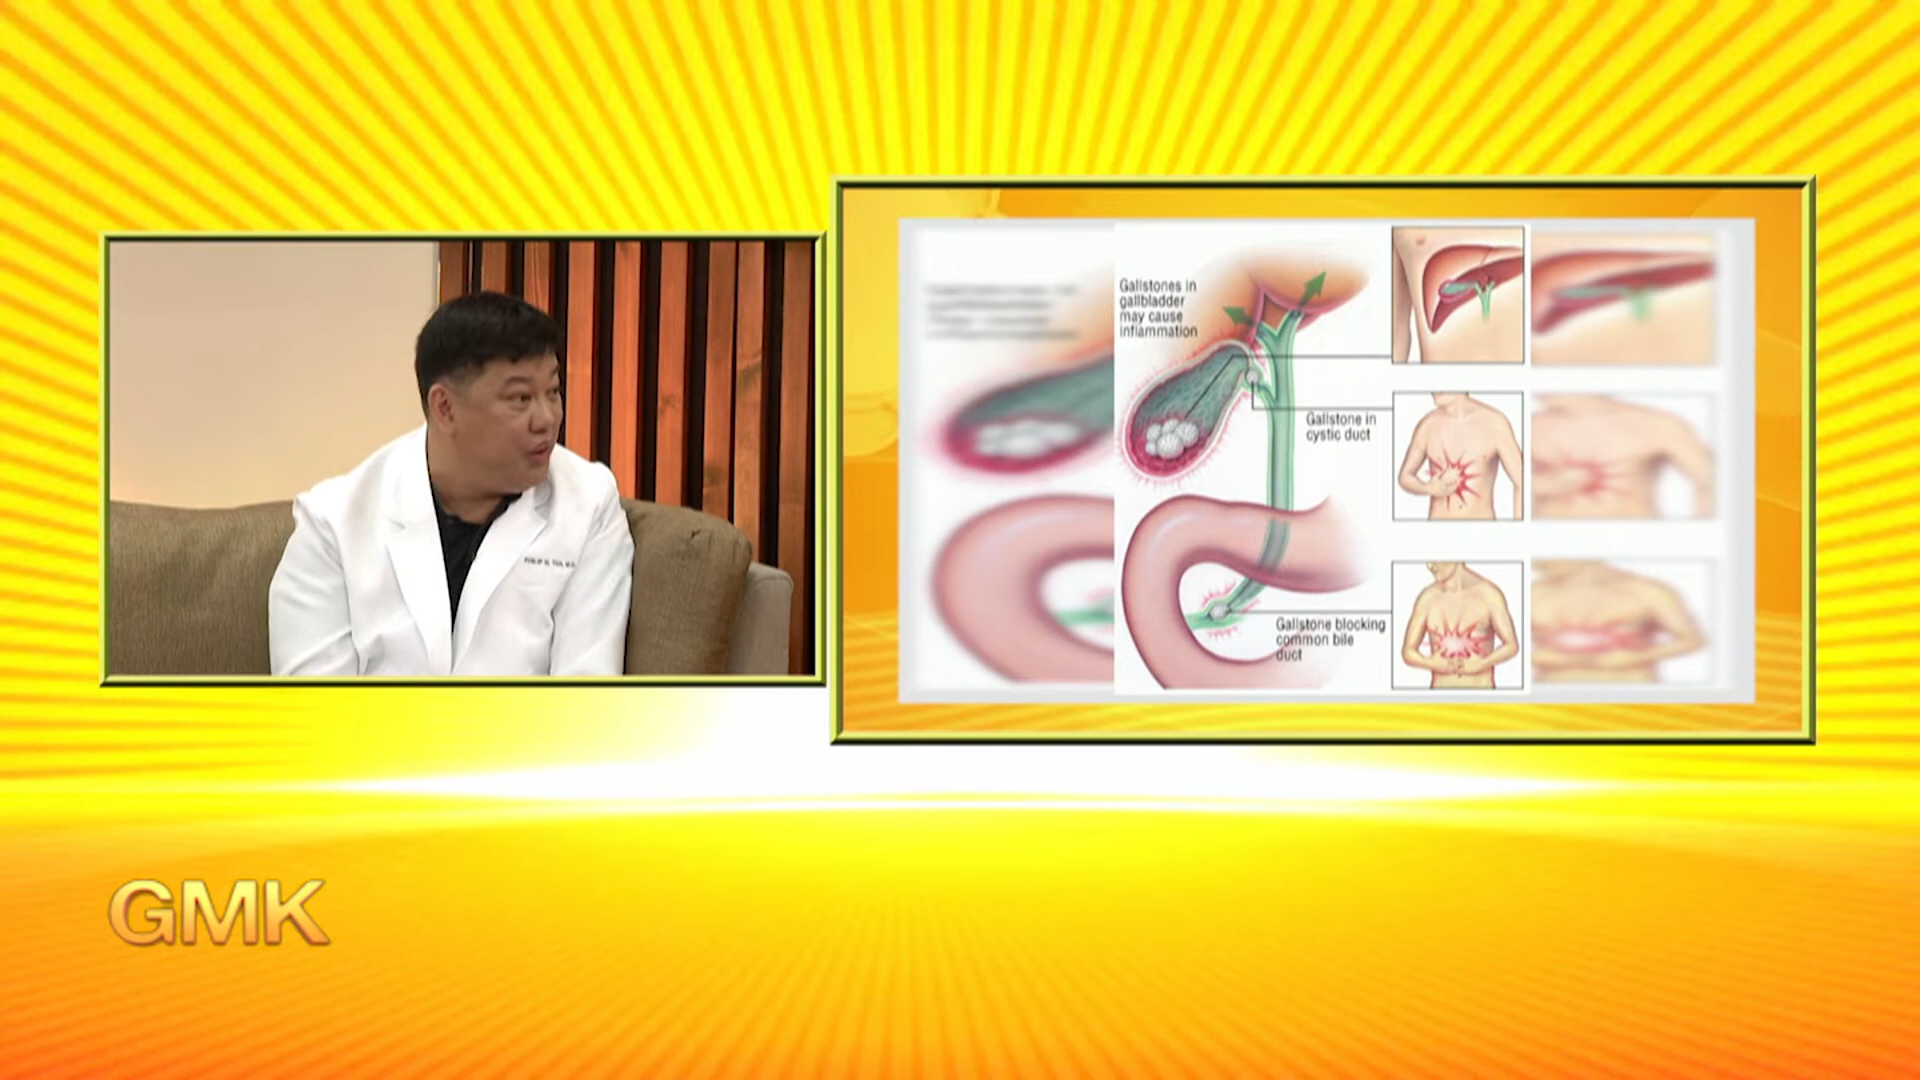 Gallstones in
gallbladder
may cause
inflammation
Gallstone in
cystic duct
Gallstone blocking
common bile
duct
GMK